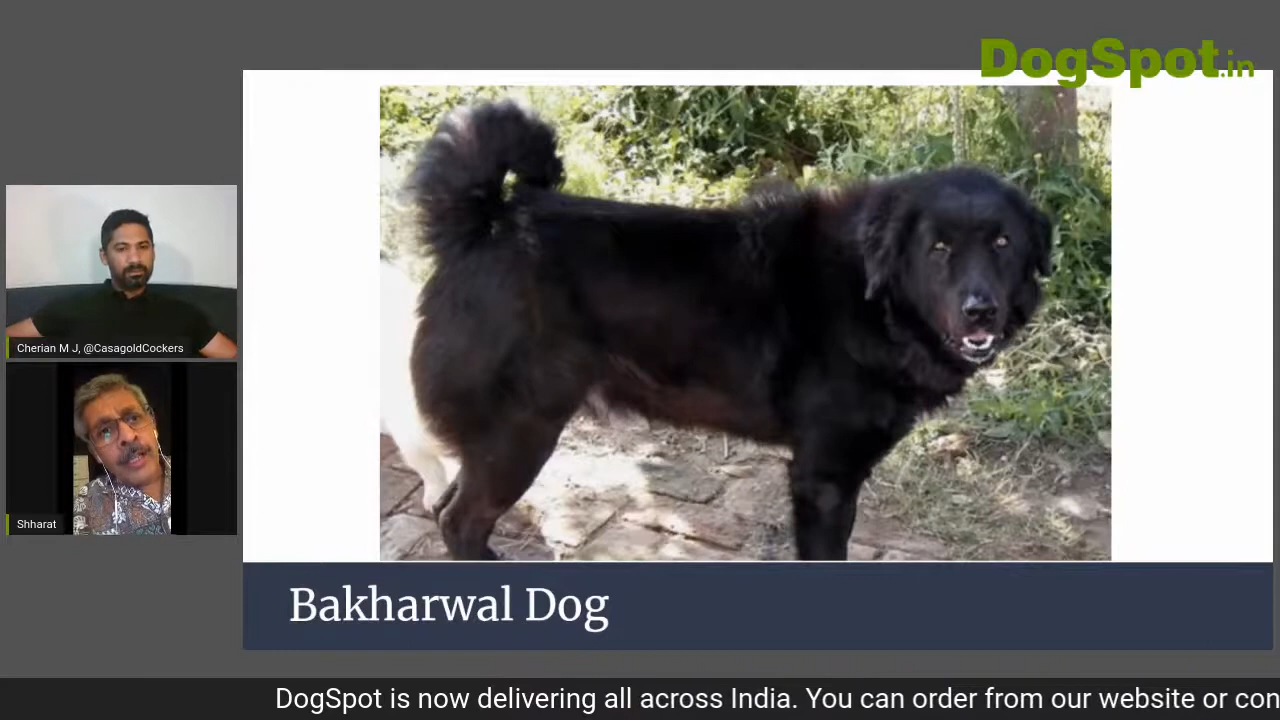 DogSpot.in
Cherian M J, @CasagoldCockers
Shharat
Bakharwal Dog
DogSpot is now delivering all across India. You can order from our website or con